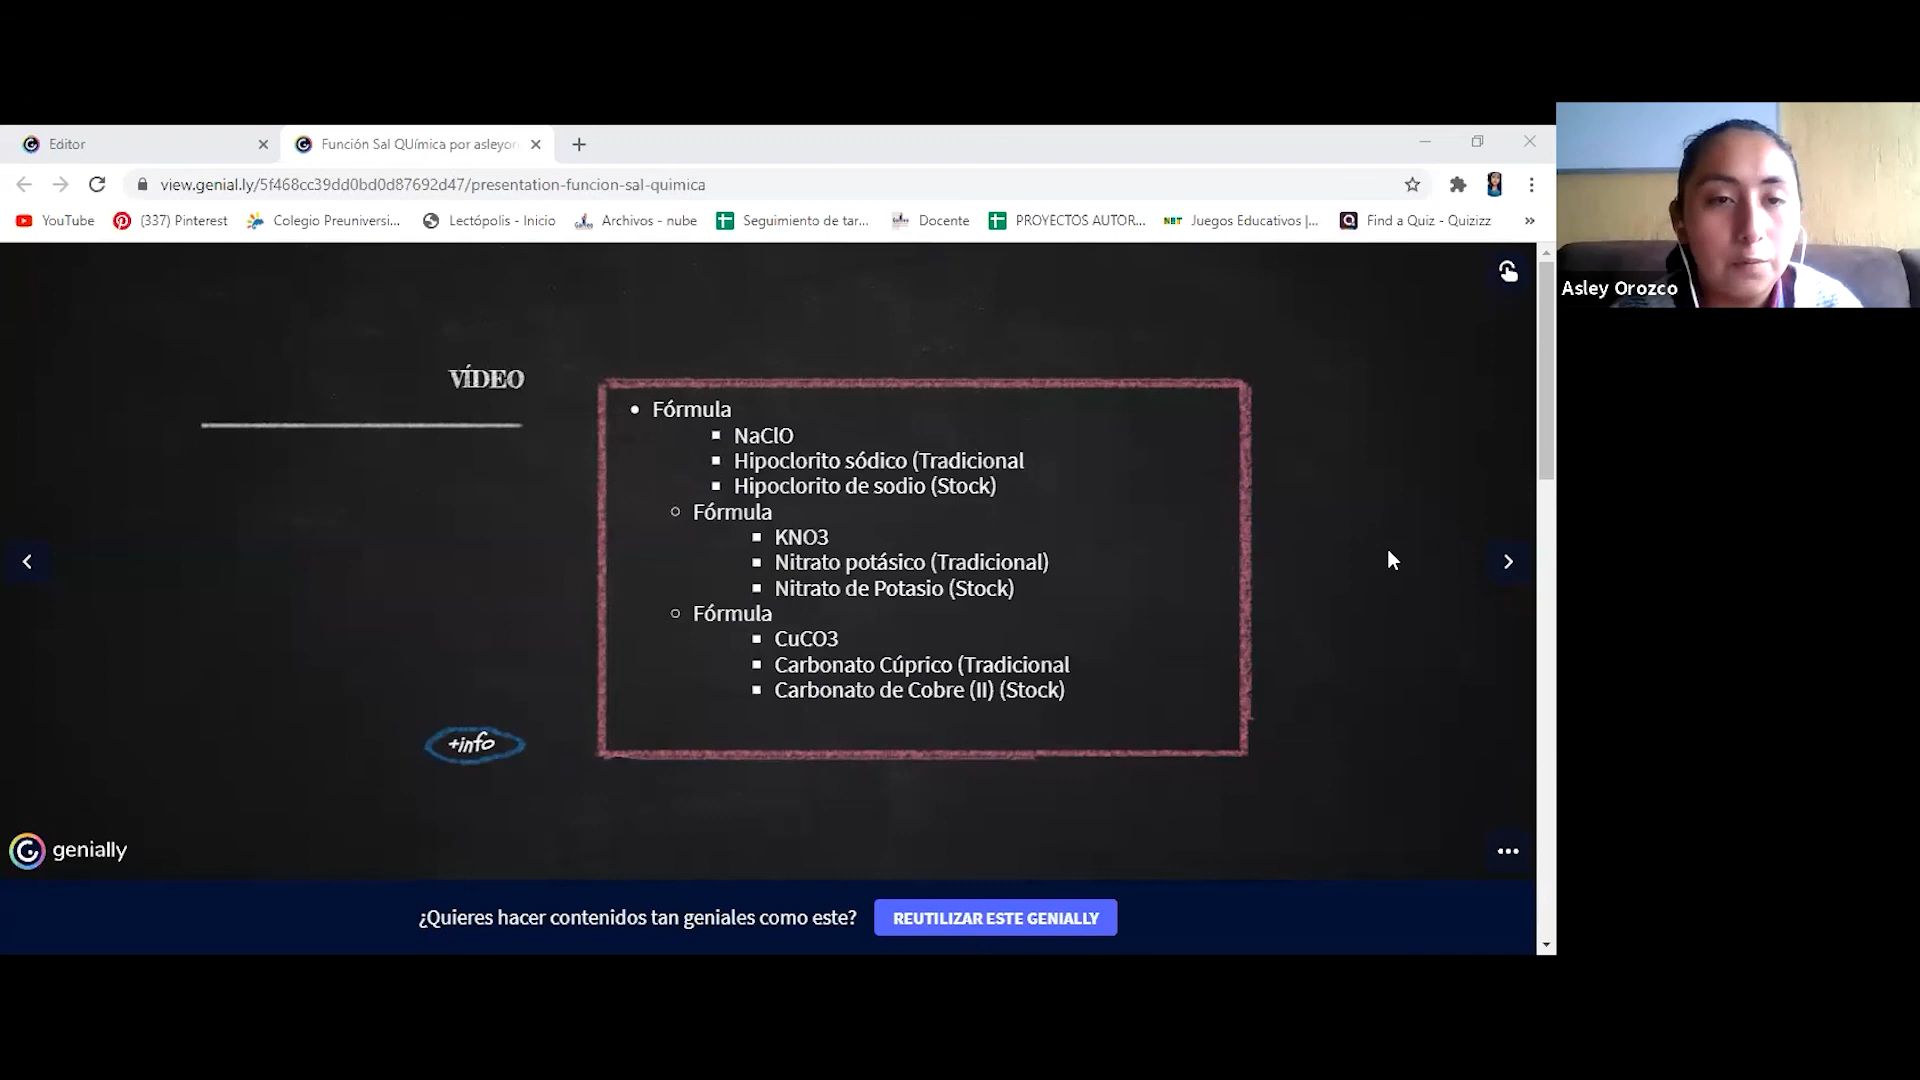 Editor
Función Sal QUímica por asleyor
view.genial.ly/5f468cc39dd0bd0d87692d47/presentation-funcion-sal-quimica
YouTube
(337) Pinterest
Colegio Preuniversi...
Lectópolis - Inicio
Archivos - nube
Seguimiento de tar...
Docente
PROYECTOS AUTOR...
Juegos Educativos |...
Find a Quiz - Quizizz
Asley Orozco
VÍDEO
Fórmula
NaClO
Hipoclorito sódico (Tradicional
Hipoclorito de sodio (Stock)
Fórmula
KNO3
Nitrato potásico (Tradicional)
Nitrato de Potasio (Stock)
Fórmula
CuCO3
Carbonato Cúprico (Tradicional
Carbonato de Cobre (II) (Stock)
+info
genially
¿Quieres hacer contenidos tan geniales como este?
REUTILIZAR ESTE GENIALLY